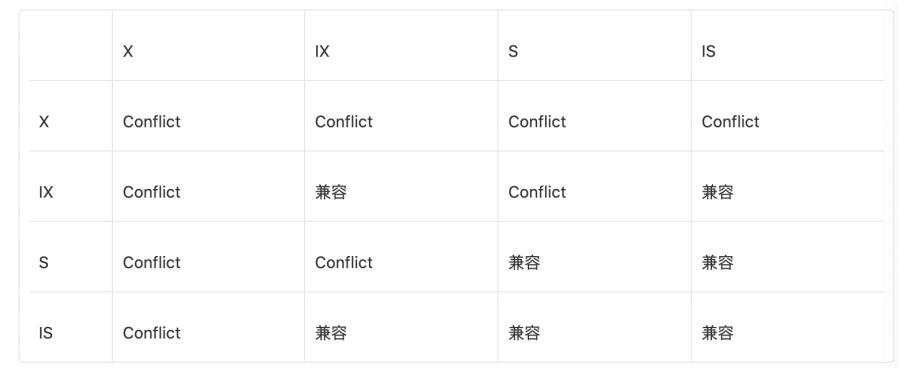 X IX S IS
X Conflict Conflict Conflict Conflict
IX Conflict 兼容 Conflict 兼容
S Conflict Conflict 兼容 兼容
IS Conflict 兼容 兼容 兼容